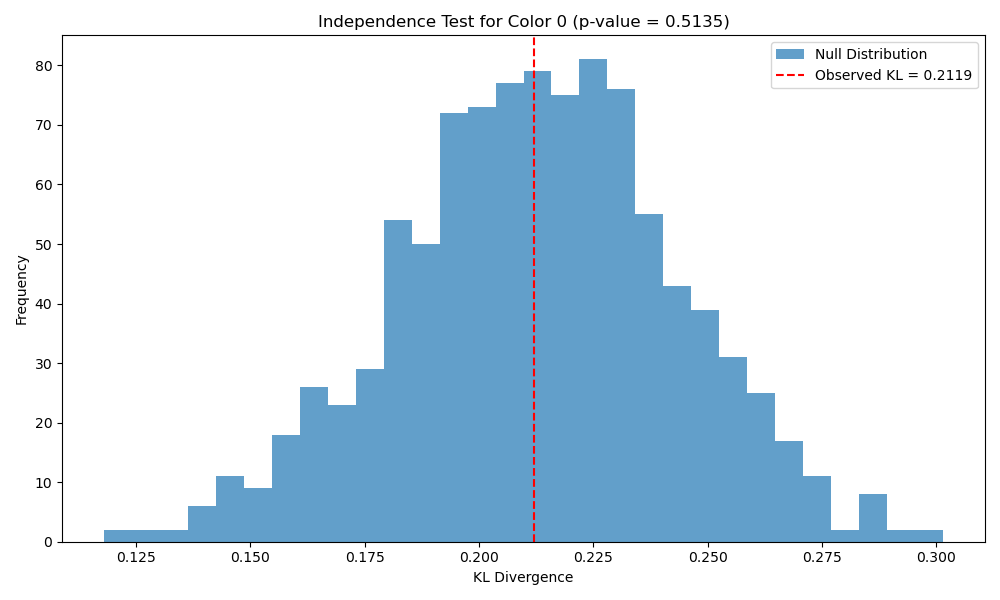 Independence Test for Color 0 (p-value = 0.5135)
Null Distribution
Observed KL = 0.2119
Frequency
80
70
60
50
40
30
20
10
0
0.125 0.150 0.175 0.200 0.225 0.250 0.275 0.300
KL Divergence